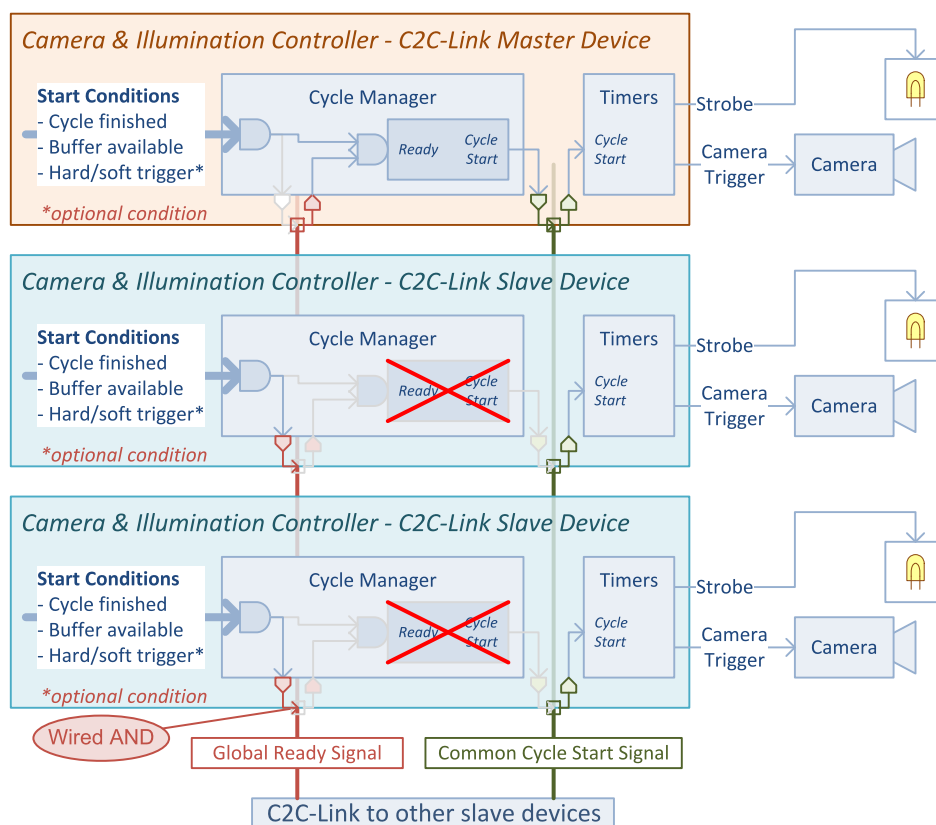 Camera & Illumination Controller - C2C-Link Master Device
Start Conditions
- Cycle finished
- Buffer available
- Hard/soft trigger*
*optional condition
Cycle Manager
Ready
Cycle
Start
Timers
Cycle
Start
Strobe
Camera
Trigger
Camera
Camera & Illumination Controller - C2C-Link Slave Device
Start Conditions
- Cycle finished
- Buffer available
- Hard/soft trigger*
*optional condition
Cycle Manager
Ready
Cycle
Start
Timers
Cycle
Start
Strobe
Camera
Trigger
Camera
Camera & Illumination Controller - C2C-Link Slave Device
Start Conditions
- Cycle finished
- Buffer available
- Hard/soft trigger*
*optional condition
Cycle Manager
Ready
Cycle
Start
Timers
Cycle
Start
Strobe
Camera
Trigger
Camera
Wired AND
Global Ready Signal
Common Cycle Start Signal
C2C-Link to other slave devices